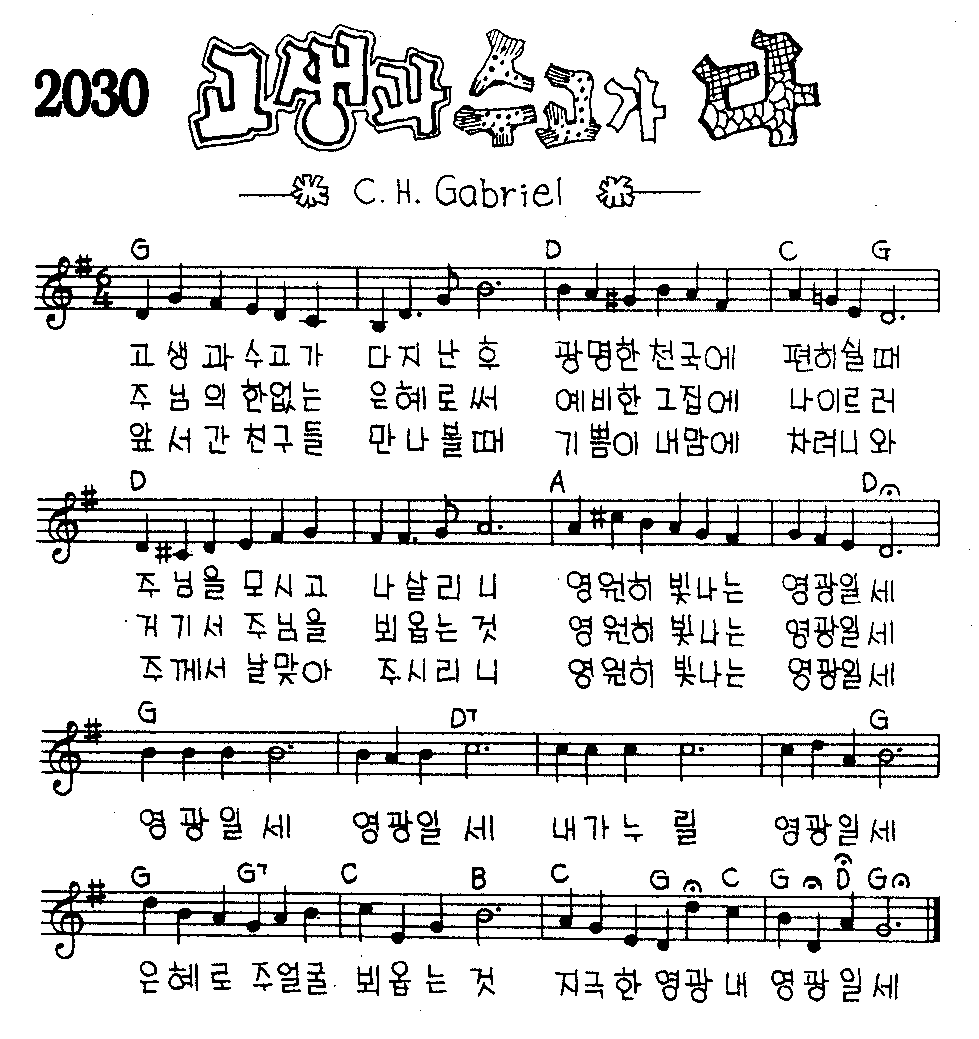 2030 고생과 수고가 다
C. H. Gabriel
G D C G
6
4
고생과 수고가 다지난후 광명한 천국에 편히쉴때
주님의 한없는 은혜로써 예비한 그집에 나이르러
앞서간 친구들 만나볼때 기쁨이 내맘에 차려니와
D A D
주님을 모시고 나살리니 영원히 빛나는 영광일세
거기서 주님을 뵈옵는것 영원히 빛나는 영광일세
주께서 날맞아 주시리니 영원히 빛나는 영광일세
G D7 G
영광일세 영광일세 내가누릴 영광일세
G G7 C B C G C G D G
은혜로 주얼굴 뵈옵는것 지극한 영광내 영광일세